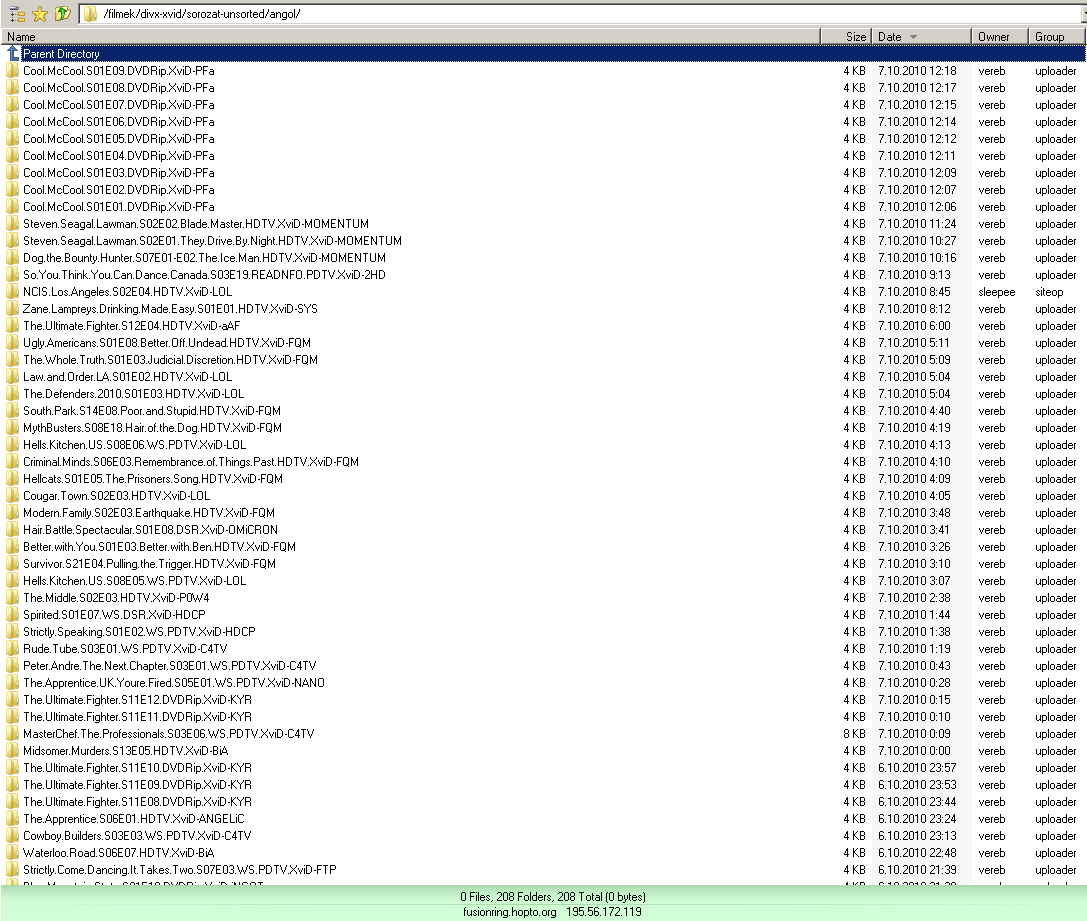 /filmek/divx-xvid/sorozat-unsorted/angol/
Name Size Date Owner Group
Parent Directory
Cool.McCool.S01E09.DVDRip.XviD-PFa 4 KB 7.10.2010 12:18 vereb uploader
Cool.McCool.S01E08.DVDRip.XviD-PFa 4 KB 7.10.2010 12:17 vereb uploader
Cool.McCool.S01E07.DVDRip.XviD-PFa 4 KB 7.10.2010 12:15 vereb uploader
Cool.McCool.S01E06.DVDRip.XviD-PFa 4 KB 7.10.2010 12:14 vereb uploader
Cool.McCool.S01E05.DVDRip.XviD-PFa 4 KB 7.10.2010 12:12 vereb uploader
Cool.McCool.S01E04.DVDRip.XviD-PFa 4 KB 7.10.2010 12:11 vereb uploader
Cool.McCool.S01E03.DVDRip.XviD-PFa 4 KB 7.10.2010 12:09 vereb uploader
Cool.McCool.S01E02.DVDRip.XviD-PFa 4 KB 7.10.2010 12:07 vereb uploader
Cool.McCool.S01E01.DVDRip.XviD-PFa 4 KB 7.10.2010 12:06 vereb uploader
Steven.Seagal.Lawman.S02E02.Blade.Master.HDTV.XviD-MOMENTUM 4 KB 7.10.2010 11:24 vereb uploader
Steven.Seagal.Lawman.S02E01.They.Drive.By.Night.HDTV.XviD-MOMENTUM 4 KB 7.10.2010 10:27 vereb uploader
Dog.the.Bounty.Hunter.S07E01-E02.The.Ice.Man.HDTV.XviD-MOMENTUM 4 KB 7.10.2010 10:16 vereb uploader
So.You.Think.You.Can.Dance.Canada.S03E19.READNFO.PDTV.XviD-2HD 4 KB 7.10.2010 9:13 vereb uploader
NCIS.Los.Angeles.S02E04.HDTV.XviD-LOL 4 KB 7.10.2010 8:45 sleepee siteop
Zane.Lampreys.Drinking.Made.Easy.S01E01.HDTV.XviD-SYS 4 KB 7.10.2010 8:12 vereb uploader
The.Ultimate.Fighter.S12E04.HDTV.XviD-aAF 4 KB 7.10.2010 6:00 vereb uploader
Ugly.Americans.S01E08.Better.Off.Undead.HDTV.XviD-FQM 4 KB 7.10.2010 5:11 vereb uploader
The.Whole.Truth.S01E03.Judicial.Discretion.HDTV.XviD-FQM 4 KB 7.10.2010 5:09 vereb uploader
Law.and.Order.LA.S01E02.HDTV.XviD-LOL 4 KB 7.10.2010 5:04 vereb uploader
The.Defenders.2010.S01E03.HDTV.XviD-LOL 4 KB 7.10.2010 5:04 vereb uploader
South.Park.S14E08.Poor.and.Stupid.HDTV.XviD-FQM 4 KB 7.10.2010 4:40 vereb uploader
MythBusters.S08E18.Hair.of.the.Dog.HDTV.XviD-FQM 4 KB 7.10.2010 4:19 vereb uploader
Hells.Kitchen.US.S08E06.WS.PDTV.XviD-LOL 4 KB 7.10.2010 4:13 vereb uploader
Criminal.Minds.S06E03.Remembrance.of.Things.Past.HDTV.XviD-FQM 4 KB 7.10.2010 4:10 vereb uploader
Hellcats.S01E05.The.Prisoners.Song.HDTV.XviD-FQM 4 KB 7.10.2010 4:09 vereb uploader
Cougar.Town.S02E03.HDTV.XviD-LOL 4 KB 7.10.2010 4:05 vereb uploader
Modern.Family.S02E03.Earthquake.HDTV.XviD-FQM 4 KB 7.10.2010 3:48 vereb uploader
Hair.Battle.Spectacular.S01E08.DSR.XviD-OMiCRON 4 KB 7.10.2010 3:41 vereb uploader
Better.with.You.S01E03.Better.with.Ben.HDTV.XviD-FQM 4 KB 7.10.2010 3:26 vereb uploader
Survivor.S21E04.Pulling.the.Trigger.HDTV.XviD-FQM 4 KB 7.10.2010 3:10 vereb uploader
Hells.Kitchen.US.S08E05.WS.PDTV.XviD-LOL 4 KB 7.10.2010 3:07 vereb uploader
The.Middle.S02E03.HDTV.XviD-P0W4 4 KB 7.10.2010 2:38 vereb uploader
Spirited.S01E07.WS.DSR.XviD-HDCP 4 KB 7.10.2010 1:44 vereb uploader
Strictly.Speaking.S01E02.WS.PDTV.XviD-HDCP 4 KB 7.10.2010 1:38 vereb uploader
Rude.Tube.S03E01.WS.PDTV.XviD-C4TV 4 KB 7.10.2010 1:19 vereb uploader
Peter.Andre.The.Next.Chapter.S03E01.WS.PDTV.XviD-C4TV 4 KB 7.10.2010 0:43 vereb uploader
The.Apprentice.UK.Youre.Fired.S05E01.WS.PDTV.XviD-NANO 4 KB 7.10.2010 0:28 vereb uploader
The.Ultimate.Fighter.S11E12.DVDRip.XviD-KYR 4 KB 7.10.2010 0:15 vereb uploader
The.Ultimate.Fighter.S11E11.DVDRip.XviD-KYR 4 KB 7.10.2010 0:10 vereb uploader
MasterChef.The.Professionals.S03E06.WS.PDTV.XviD-C4TV 8 KB 7.10.2010 0:09 vereb uploader
Midsomer.Murders.S13E05.HDTV.XviD-BiA 4 KB 7.10.2010 0:00 vereb uploader
The.Ultimate.Fighter.S11E10.DVDRip.XviD-KYR 4 KB 6.10.2010 23:57 vereb uploader
The.Ultimate.Fighter.S11E09.DVDRip.XviD-KYR 4 KB 6.10.2010 23:53 vereb uploader
The.Ultimate.Fighter.S11E08.DVDRip.XviD-KYR 4 KB 6.10.2010 23:44 vereb uploader
The.Apprentice.S06E01.HDTV.XviD-ANGELiC 4 KB 6.10.2010 23:24 vereb uploader
Cowboy.Builders.S03E03.WS.PDTV.XviD-C4TV 4 KB 6.10.2010 23:13 vereb uploader
Waterloo.Road.S06E07.HDTV.XviD-BiA 4 KB 6.10.2010 22:48 vereb uploader
Strictly.Come.Dancing.It.Takes.Two.S07E03.WS.PDTV.XviD-FTP 4 KB 6.10.2010 21:39 vereb uploader
0 Files, 208 Folders, 208 Total (0 bytes)
fusionring.hopto.org 195.56.172.119